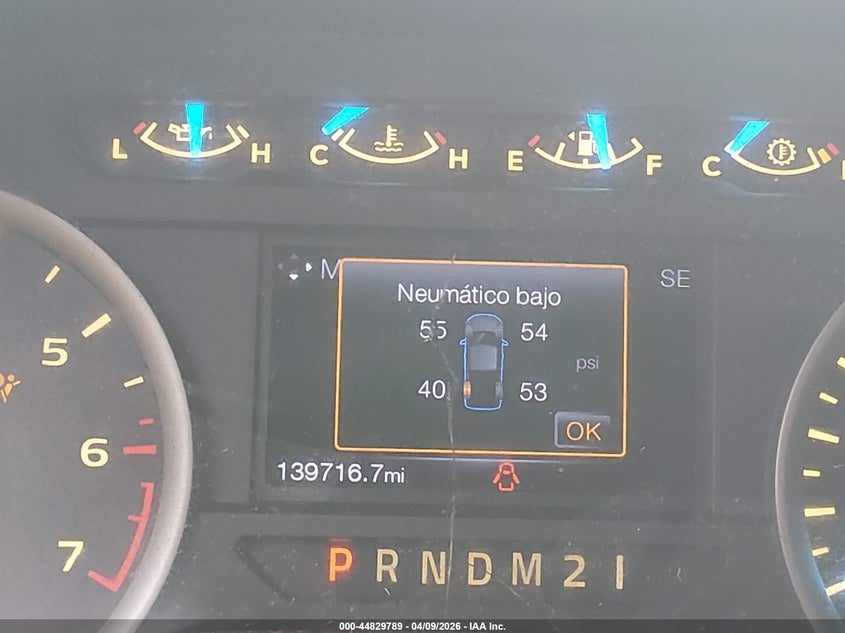 L H C H E F C
M SE
Neumático bajo
55 54
psi
40 53
OK
5
6
7
139716.7mi
P R N D M 2 1
000-44829789 - 04/09/2026 - IAA Inc.